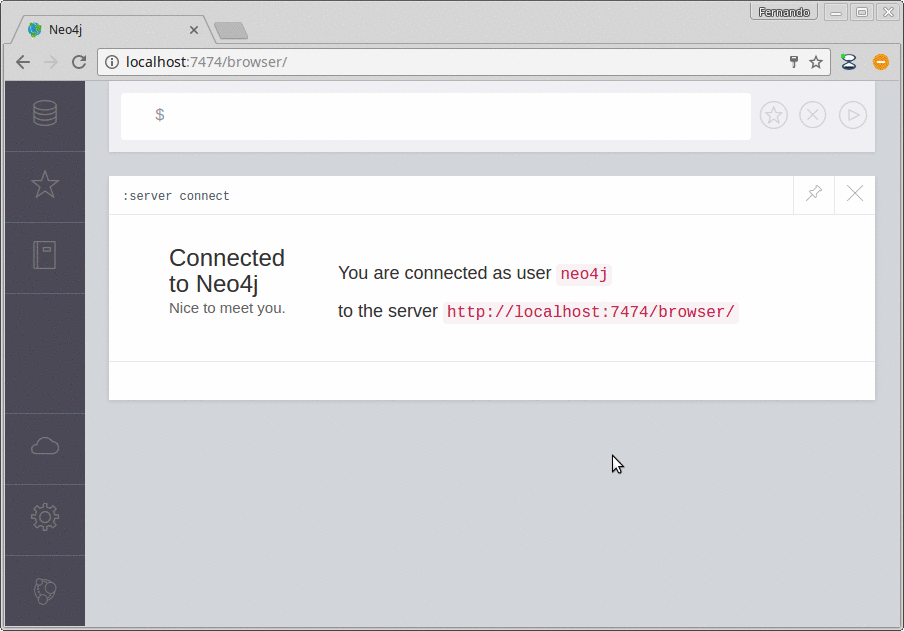 Fernando
Neo4j
localhost:7474/browser/
$
:server connect
Connected
to Neo4j
Nice to meet you.
You are connected as user neo4j
to the server http://localhost:7474/browser/